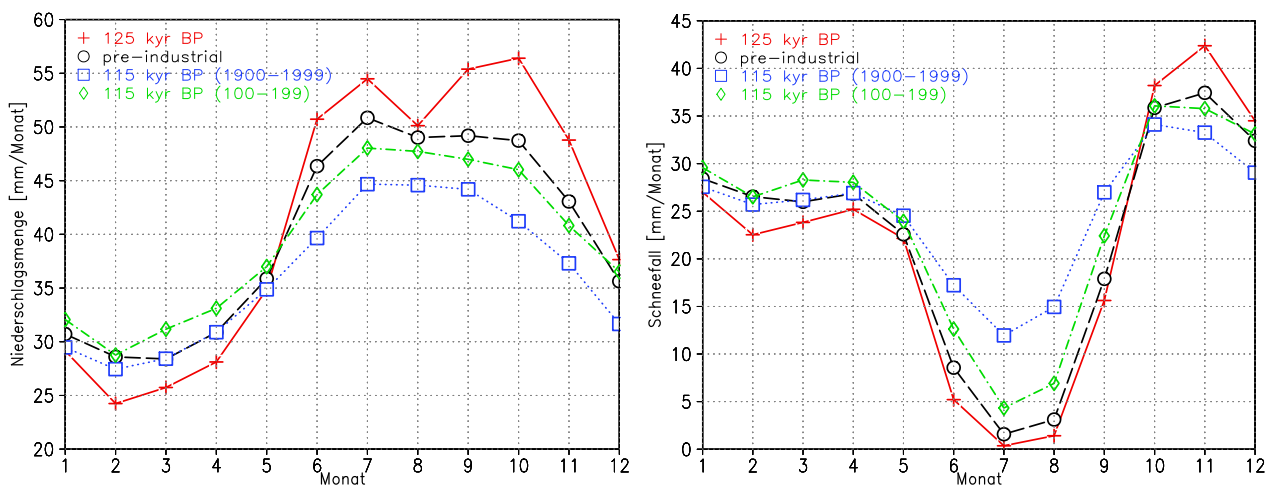 Niederschlagsmenge [mm/Monat]
60
55
50
45
40
35
30
25
20
125 kyr BP
pre-industrial
115 kyr BP (1900-1999)
115 kyr BP (100-199)
1 2 3 4 5 6 7 8 9 10 11 12
Monat
Schneefall [mm/Monat]
45
40
35
30
25
20
15
10
5
0
125 kyr BP
pre-industrial
115 kyr BP (1900-1999)
115 kyr BP (100-199)
1 2 3 4 5 6 7 8 9 10 11 12
Monat